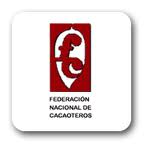 FEDERACIÓN
NACIONAL DE
CACAOTEROS